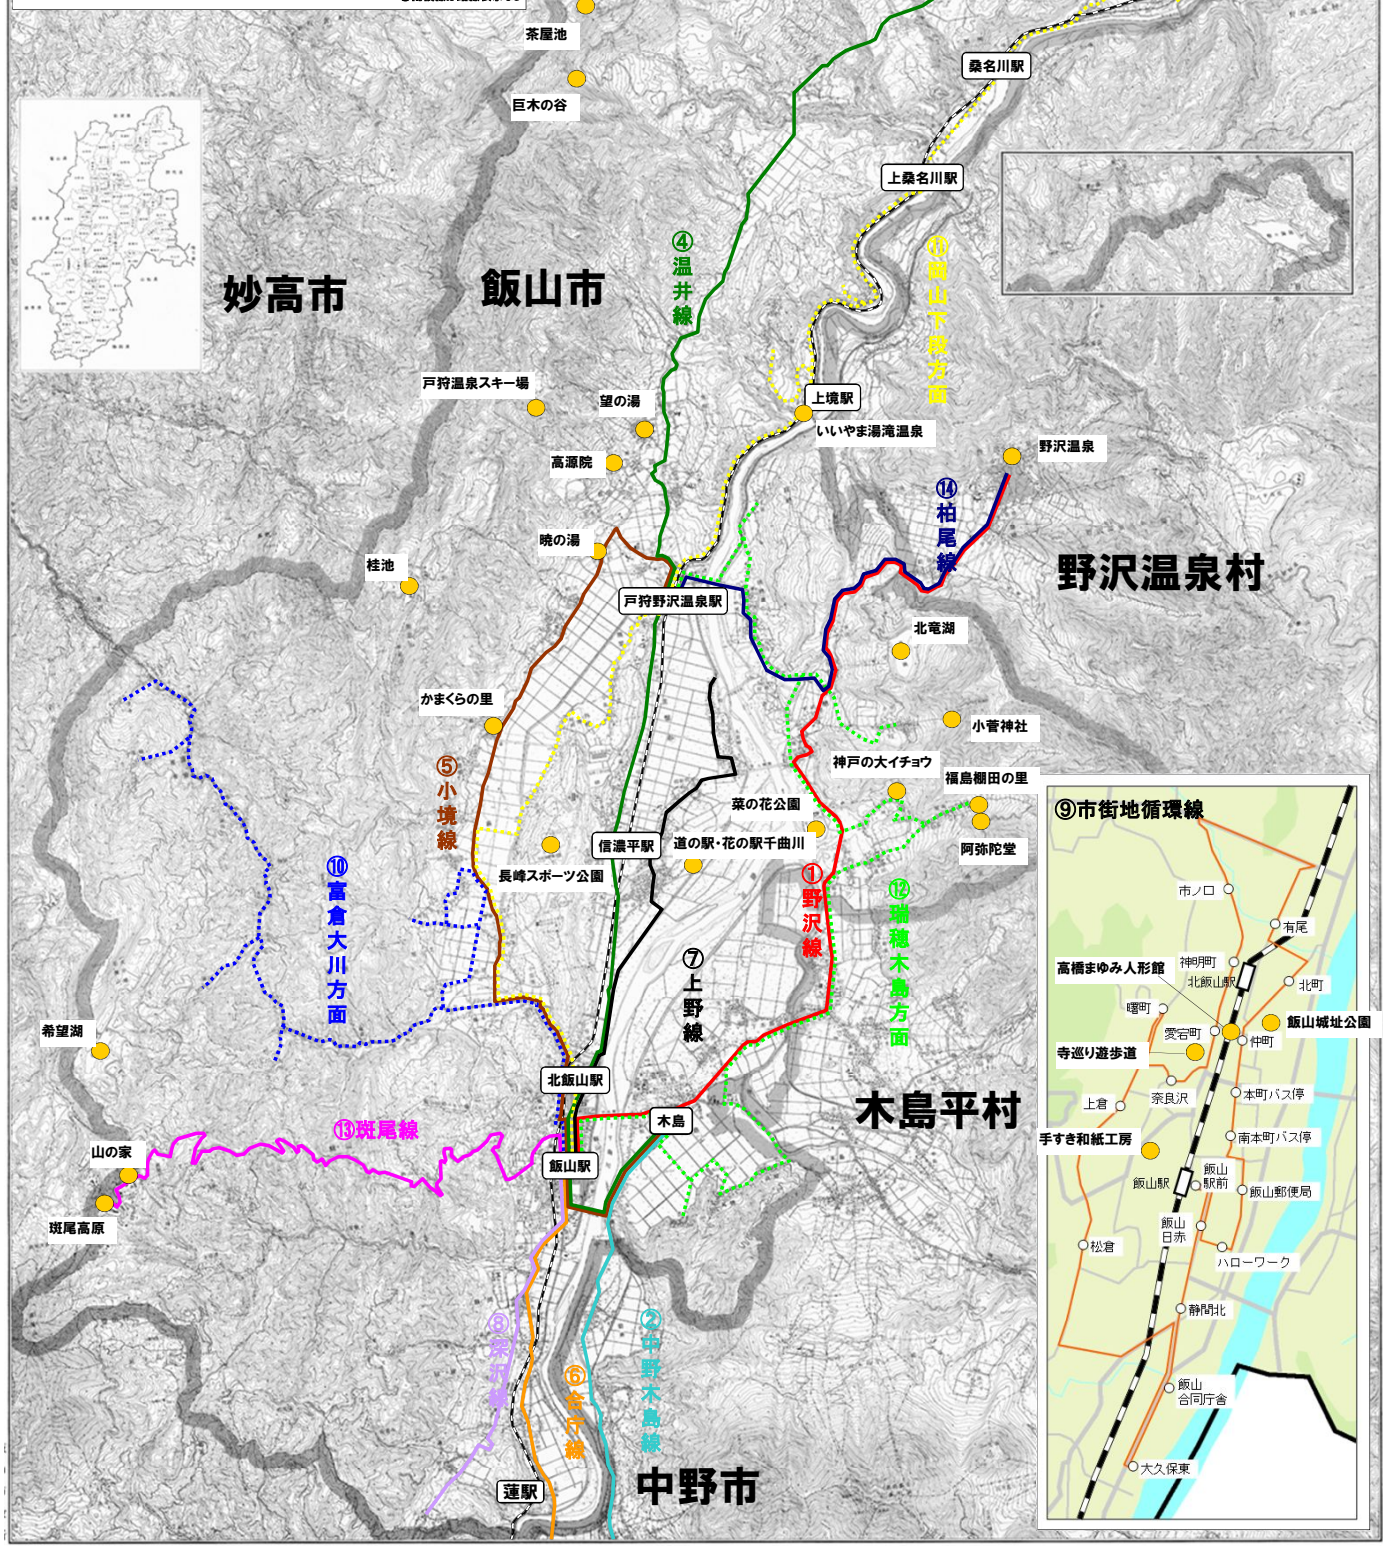 茶屋池
巨木の谷
桑名川駅
上桑名川駅
妙高市
飯山市
④温井線
⑪岡山下段方面
戸狩温泉スキー場
望の湯
上境駅
いいやま湯滝温泉
高源院
野沢温泉
⑭柏尾線
暁の湯
桂池
野沢温泉村
戸狩野沢温泉駅
北竜湖
かまくらの里
小菅神社
⑤小境線
神戸の大イチョウ
福島棚田の里
菜の花公園
信濃平駅
道の駅・花の駅千曲川
阿弥陀堂
長峰スポーツ公園
⑩富倉大川方面
①野沢線
⑫瑞穂木島方面
⑦上野線
希望湖
北飯山駅
木島平村
木島
⑬斑尾線
山の家
飯山駅
斑尾高原
⑧深沢線
⑥合庁線
②中野木島線
蓮駅
中野市
⑨市街地循環線
市ノ口
有尾
神明町
高橋まゆみ人形館
北飯山駅
北町
曙町
飯山城址公園
愛宕町
仲町
寺巡り遊歩道
奈良沢
本町バス停
上倉
南本町バス停
手すき和紙工房
飯山
駅前
飯山駅
飯山郵便局
飯山
日赤
松倉
ハローワーク
静間北
飯山
合同庁舎
大久保東